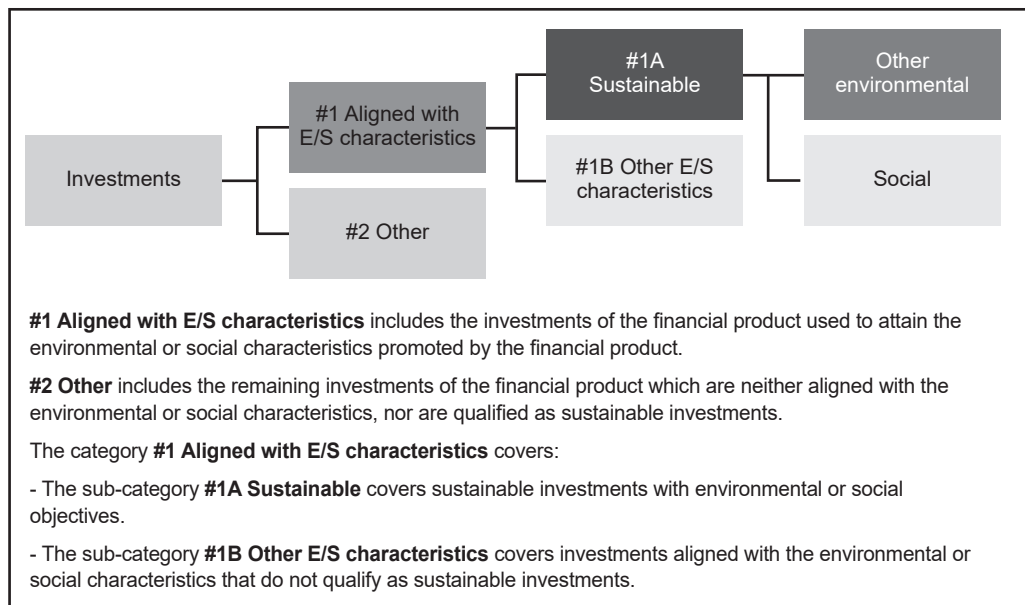 #1A
Sustainable
Other
environmental
#1 Aligned with
E/S characteristics
Investments
#1B Other E/S
characteristics
Social
#2 Other
#1 Aligned with E/S characteristics includes the investments of the financial product used to attain the
environmental or social characteristics promoted by the financial product.
#2 Other includes the remaining investments of the financial product which are neither aligned with the
environmental or social characteristics, nor are qualified as sustainable investments.
The category #1 Aligned with E/S characteristics covers:
- The sub-category #1A Sustainable covers sustainable investments with environmental or social
objectives.
- The sub-category #1B Other E/S characteristics covers investments aligned with the environmental or
social characteristics that do not qualify as sustainable investments.